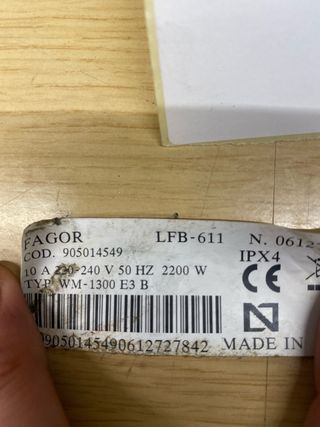 FAGOR LFB-611 N. 0612
COD. 905014549 IPX4
10 A 220-240 V 50 HZ 2200 W
TYP. WM-1300 E3 B
CE
N
9050145490612727842 MADE IN